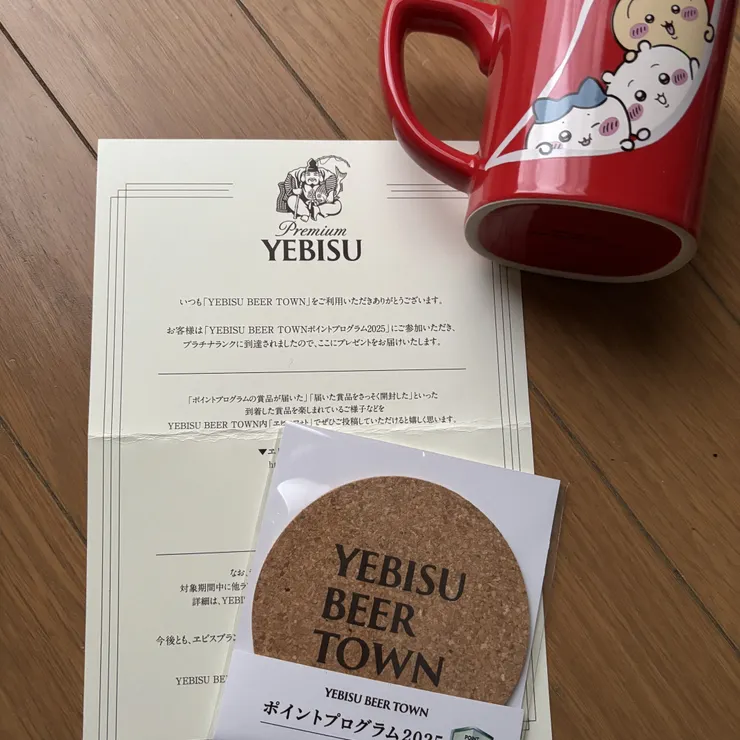 Premium
YEBISU
いつも「YEBISU BEER TOWN」をご利用いただきありがとうございます。
お客様は「YEBISU BEER TOWNポイントプログラム2025」にご参加いただき、
プラチナランクに到達されましたので、ここにプレゼントをお届けいたします。
「ポイントプログラムの賞品が届いた」「届いた賞品をさっそく開封した」といった
到着した賞品を楽しまれているご様子などを
YEBISU BEER TOWN内「ヱビ でぜひご投稿していただけると嬉しく思います。
▼ヱ
ht
なお、
対象期間中に他
詳細は、YEBI
今後とも、ヱビスブラン
YEBISU BE
YEBISU
BEER
TOWN
YEBISU BEER TOWN
ポイントプログラム2025
POINT